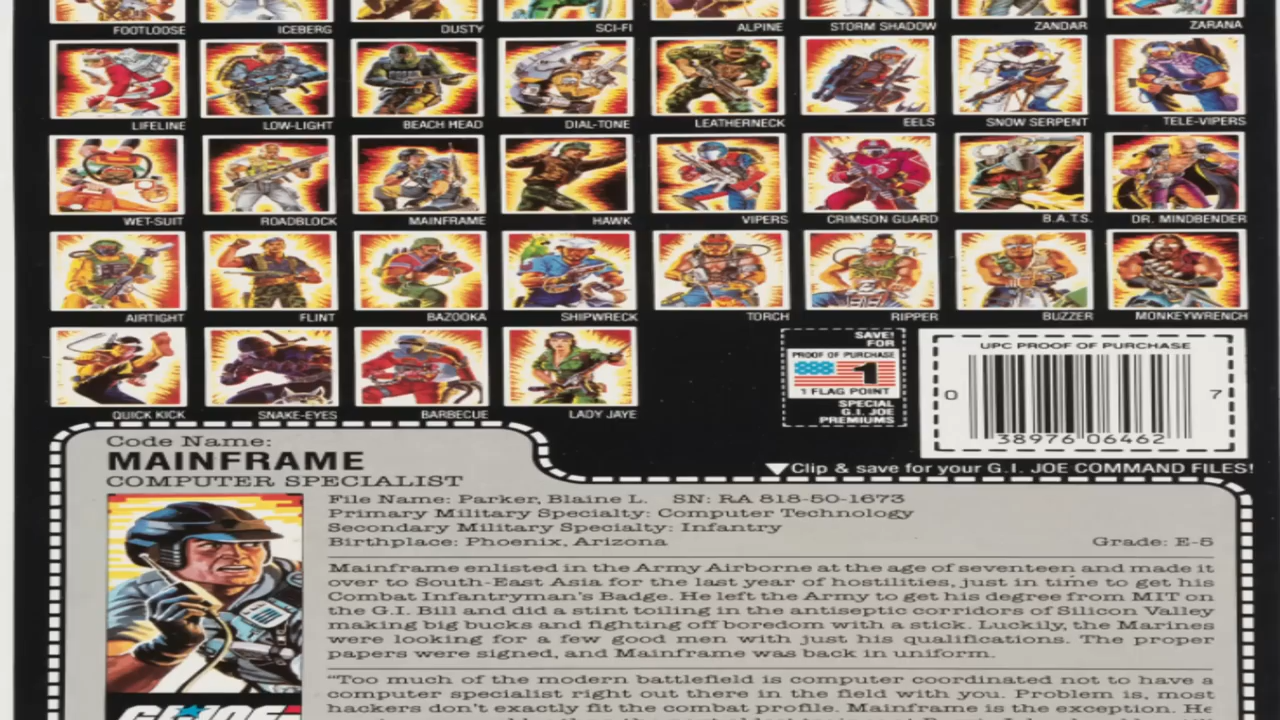 FOOTLOOSE ICEBERG DUSTY SCI-FI ALPINE STORM SHADOW ZANDAR ZARANA
LIFELINE LOW-LIGHT BEACH HEAD DIAL-TONE LEATHERNECK EELS SNOW SERPENT TELE-VIPERS
WET-SUIT ROADBLOCK MAINFRAME HAWK VIPERS CRIMSON GUARD B.A.T.S. DR. MINDBENDER
AIRTIGHT FLINT BAZOOKA SHIPWRECK TORCH RIPPER BUZZER MONKEYWRENCH
QUICK KICK SNAKE-EYES BARBECUE LADY JAYE
SAVE!
FOR
PROOF OF PURCHASE
1
1 FLAG POINT
SPECIAL
G.I. JOE
PREMIUMS
UPC PROOF OF PURCHASE
0 7
38976 06462
▼Clip & save for your G.I. JOE COMMAND FILES!
Code Name:
MAINFRAME
COMPUTER SPECIALIST
File Name: Parker, Blaine L. SN: RA 818-50-1673
Primary Military Specialty: Computer Technology
Secondary Military Specialty: Infantry
Birthplace: Phoenix, Arizona Grade: E-5
Mainframe enlisted in the Army Airborne at the age of seventeen and made it
over to South-East Asia for the last year of hostilities, just in time to get his
Combat Infantryman's Badge. He left the Army to get his degree from MIT on
the G.I. Bill and did a stint toiling in the antiseptic corridors of Silicon Valley
making big bucks and fighting off boredom with a stick. Luckily, the Marines
were looking for a few good men with just his qualifications. The proper
papers were signed, and Mainframe was back in uniform.
"Too much of the modern battlefield is computer coordinated not to have a
computer specialist right out there in the field with you. Problem is, most
hackers don't exactly fit the combat profile. Mainframe is the exception. He
G.I. JOE